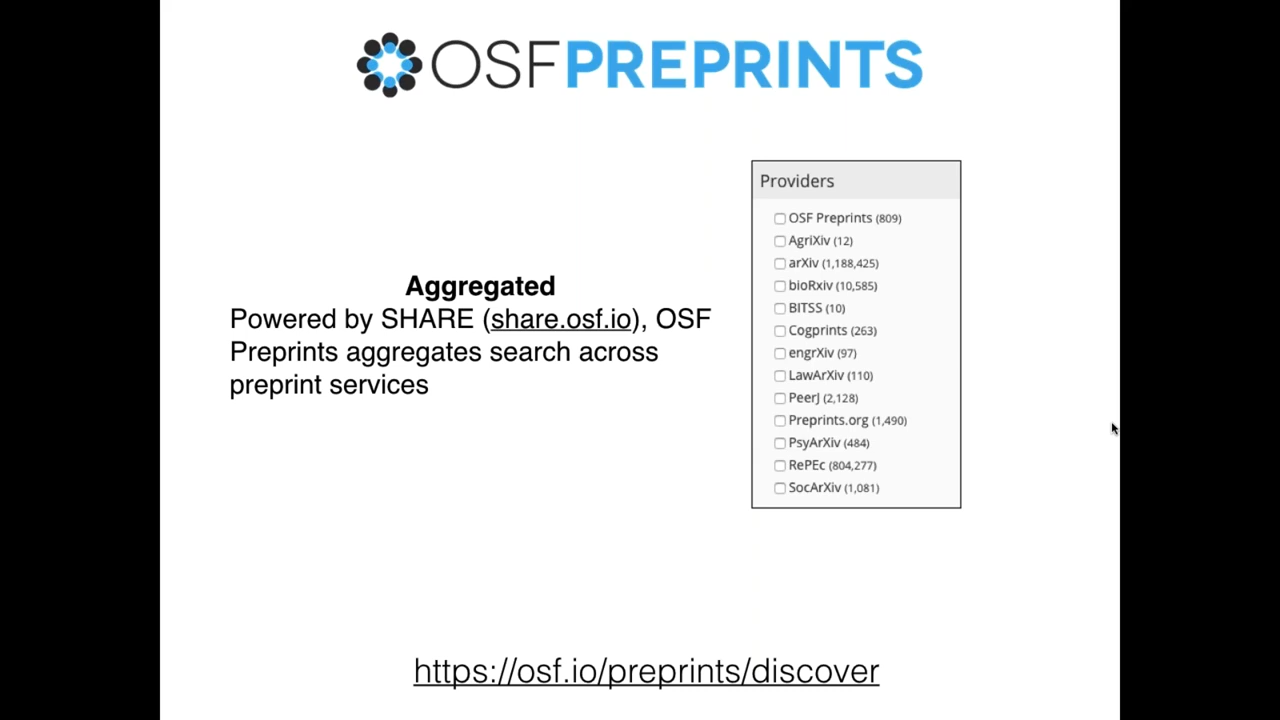 OSFPREPRINTS
Aggregated
Powered by SHARE (share.osf.io), OSF
Preprints aggregates search across
preprint services
Providers
OSF Preprints (809)
AgriXiv (12)
arXiv (1,188,425)
bioRxiv (10,585)
BITSS (10)
Cogprints (263)
engrXiv (97)
LawArXiv (110)
PeerJ (2,128)
Preprints.org (1,490)
PsyArXiv (484)
RePEc (804,277)
SocArXiv (1,081)
https://osf.io/preprints/discover